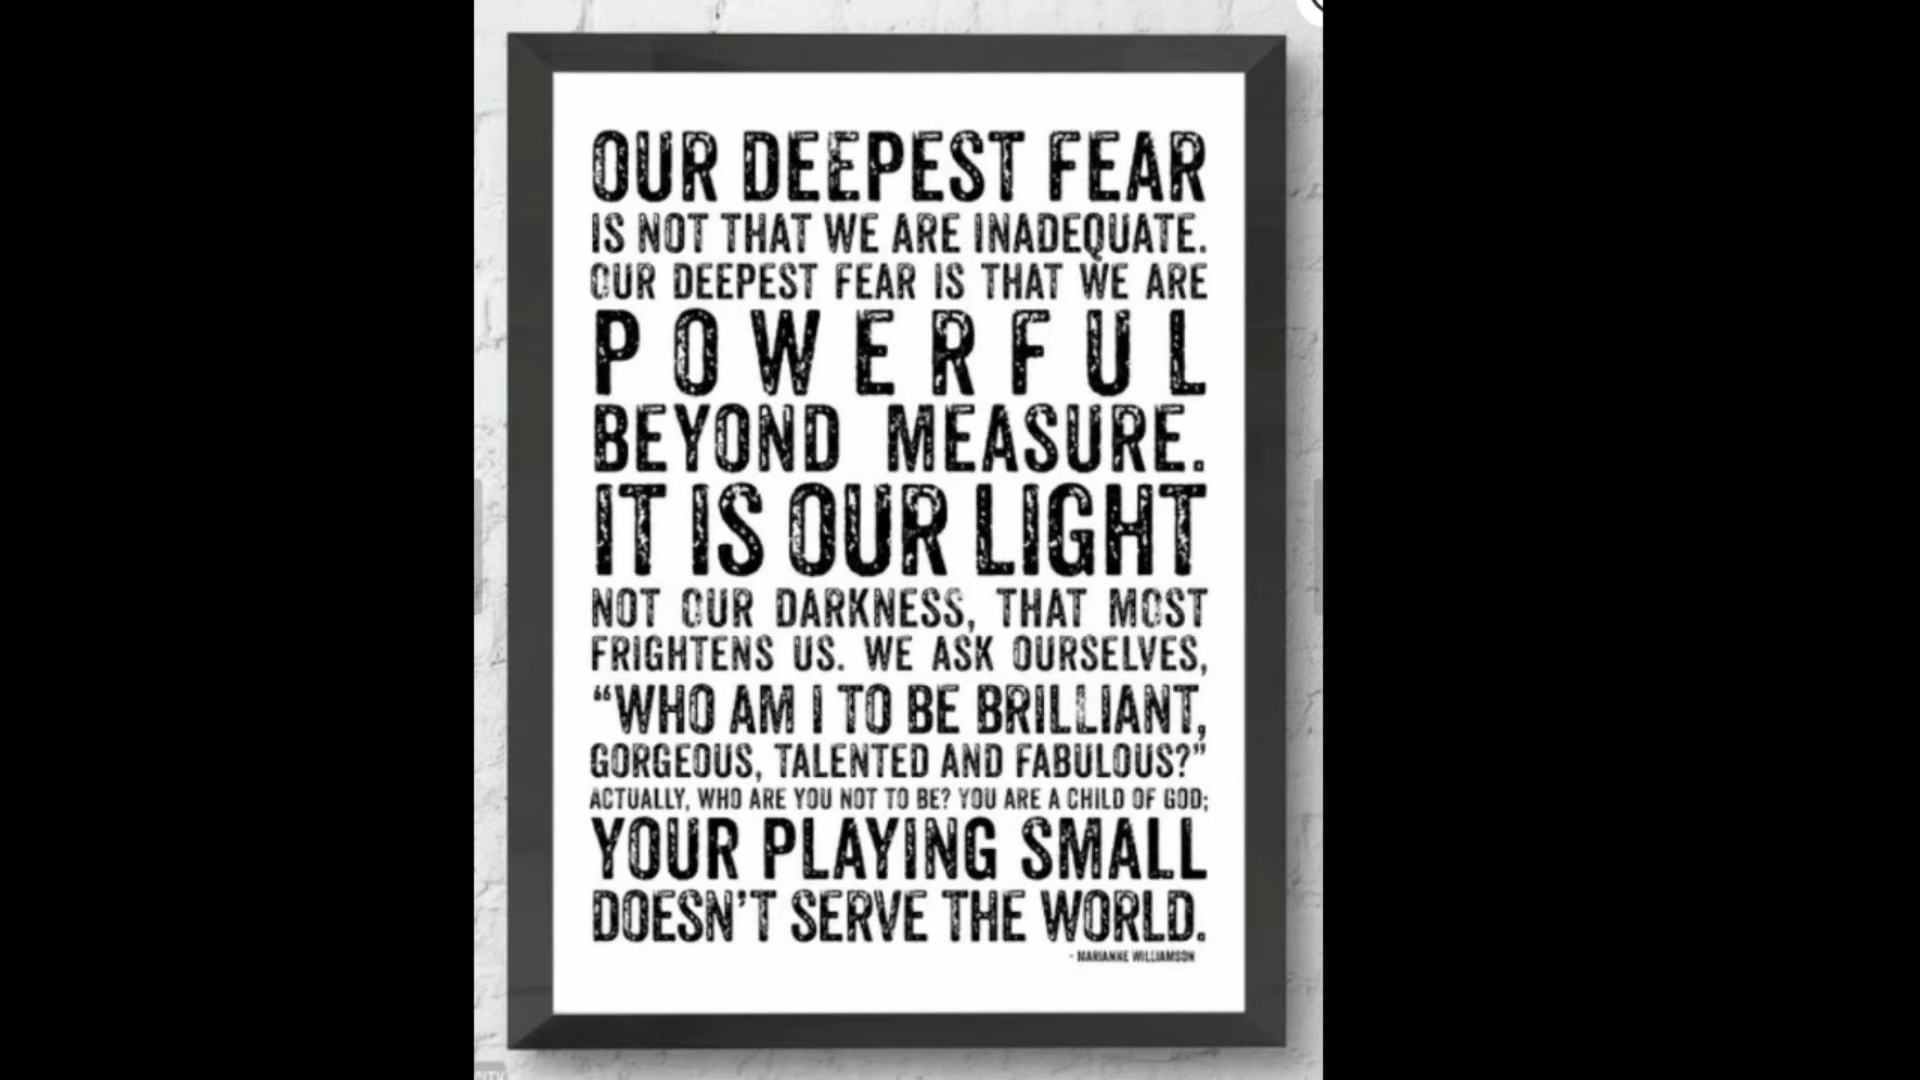 OUR DEEPEST FEAR
IS NOT THAT WE ARE INADEQUATE.
OUR DEEPEST FEAR IS THAT WE ARE
POWERFUL
BEYOND MEASURE.
IT IS OUR LIGHT
NOT OUR DARKNESS, THAT MOST
FRIGHTENS US. WE ASK OURSELVES,
“WHO AM I TO BE BRILLIANT,
GORGEOUS, TALENTED AND FABULOUS?”
ACTUALLY, WHO ARE YOU NOT TO BE? YOU ARE A CHILD OF GOD;
YOUR PLAYING SMALL
DOESN'T SERVE THE WORLD.
- MARIANNE WILLIAMSON